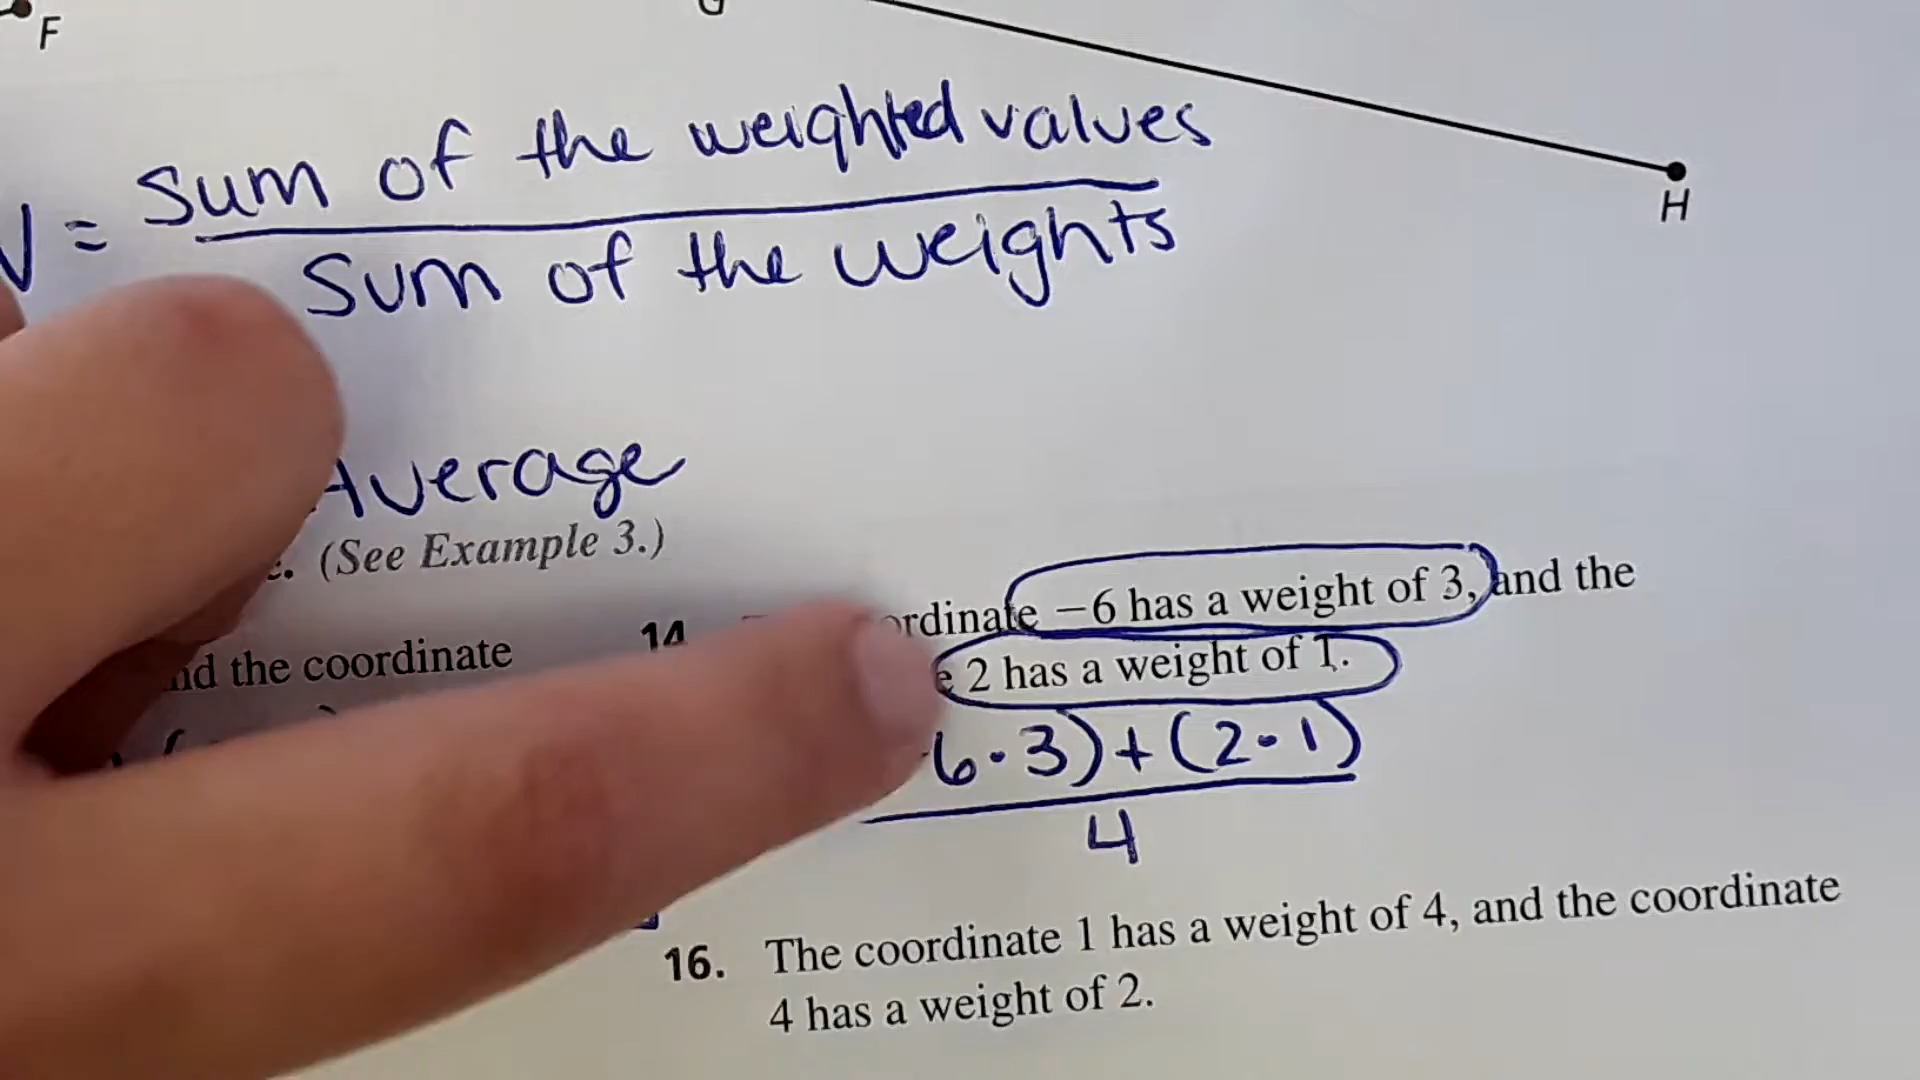 F
H
= Sum of the weighted values
Sum of the weights
Average
(See Example 3.)
and the coordinate
14
−6 has a weight of 3, and the
2 has a weight of 1.
6·3)+(2·1)
4
16. The coordinate 1 has a weight of 4, and the coordinate
4 has a weight of 2.